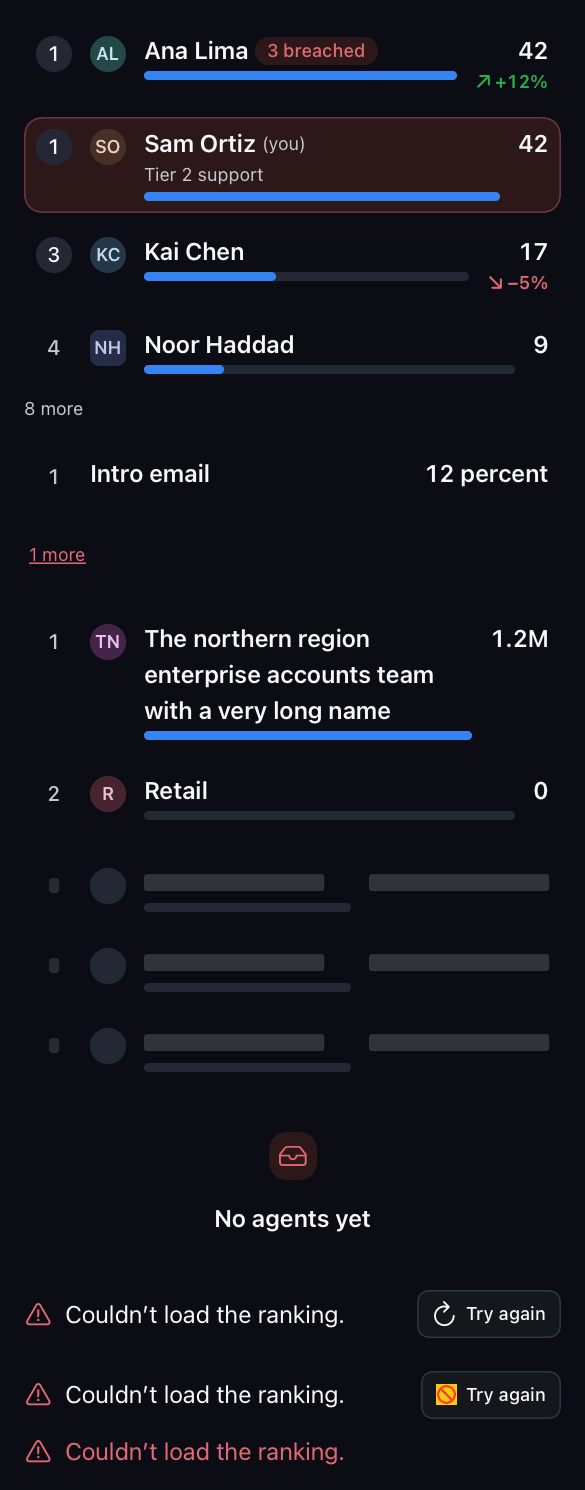 1 AL Ana Lima 3 breached 42
+12%
1 SO Sam Ortiz (you) 42
Tier 2 support
3 KC Kai Chen 17
−5%
4 NH Noor Haddad 9
8 more
1 Intro email 12 percent
1 more
1 TN The northern region 1.2M
enterprise accounts team
with a very long name
2 R Retail 0
No agents yet
Couldn’t load the ranking. Try again
Couldn’t load the ranking. Try again
Couldn’t load the ranking.